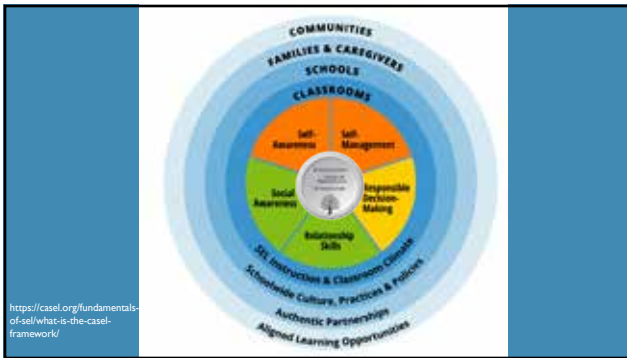 COMMUNITIES
FAMILIES & CAREGIVERS
SCHOOLS
CLASSROOMS
Self-
Awareness
Self-
Management
Social
Awareness
Responsible
Decision-
Making
Relationship
Skills
SEL Instruction & Classroom Climate
Schoolwide Culture, Practices & Policies
Authentic Partnerships
Aligned Learning Opportunities
https://casel.org/fundamentals-
of-sel/what-is-the-casel-
framework/